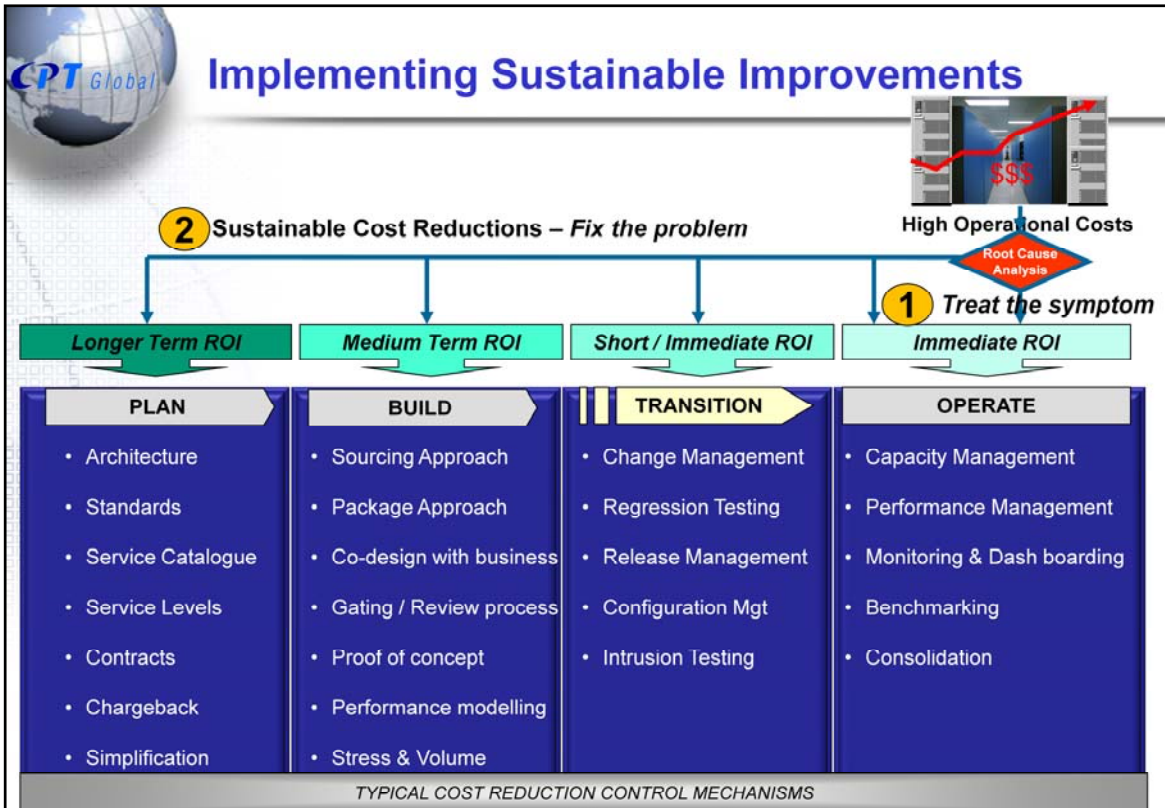 CPT Global
Implementing Sustainable Improvements
$$$
High Operational Costs
2 Sustainable Cost Reductions – Fix the problem
Root Cause
Analysis
1 Treat the symptom
Longer Term ROI
Medium Term ROI
Short / Immediate ROI
Immediate ROI
PLAN
• Architecture
• Standards
• Service Catalogue
• Service Levels
• Contracts
• Chargeback
• Simplification
BUILD
• Sourcing Approach
• Package Approach
• Co-design with business
• Gating / Review process
• Proof of concept
• Performance modelling
• Stress & Volume
TRANSITION
• Change Management
• Regression Testing
• Release Management
• Configuration Mgt
• Intrusion Testing
OPERATE
• Capacity Management
• Performance Management
• Monitoring & Dash boarding
• Benchmarking
• Consolidation
TYPICAL COST REDUCTION CONTROL MECHANISMS